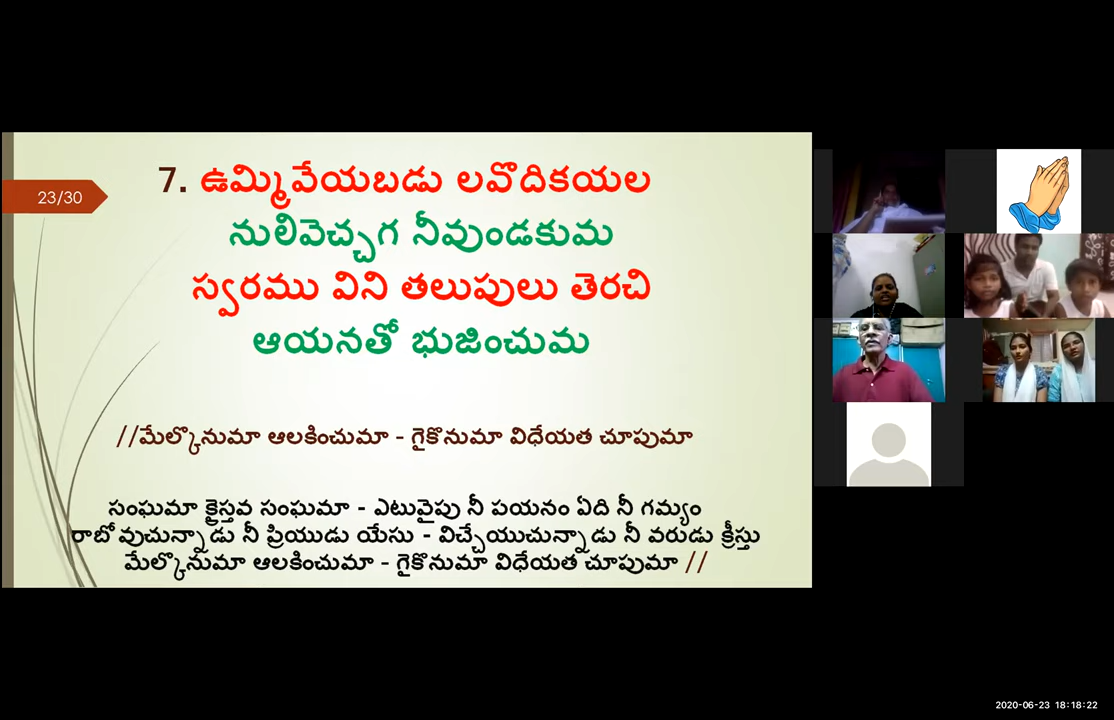 23/30
7. ఉమ్మివేయబడు లవొదికయల
నులివెచ్చగ నీవుండకుమ
స్వరము విని తలుపులు తెరచి
ఆయనతో భుజించుమ
//మేల్కొనుమా ఆలకించుమా - గైకొనుమా విధేయత చూపుమా
సంఘమా క్రైస్తవ సంఘమా - ఎటువైపు నీ పయనం ఏది నీ గమ్యం
రాబోవుచున్నాడు నీ ప్రియుడు యేసు - విచ్చేయుచున్నాడు నీ వరుడు క్రీస్తు
మేల్కొనుమా ఆలకించుమా - గైకొనుమా విధేయత చూపుమా //
2020-06-23 18:18:22